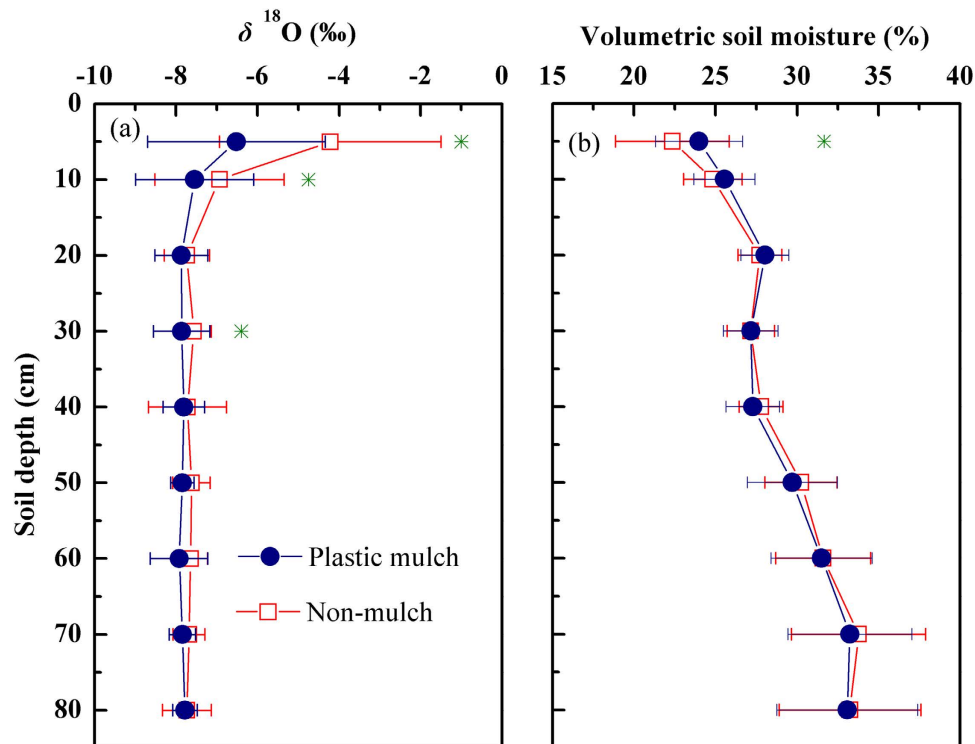 δ ¹⁸O (‰)
-10 -8 -6 -4 -2 0
Volumetric soil moisture (%)
15 20 25 30 35 40
Soil depth (cm)
0
10
20
30
40
50
60
70
80
(a)
Plastic mulch
Non-mulch
(b)